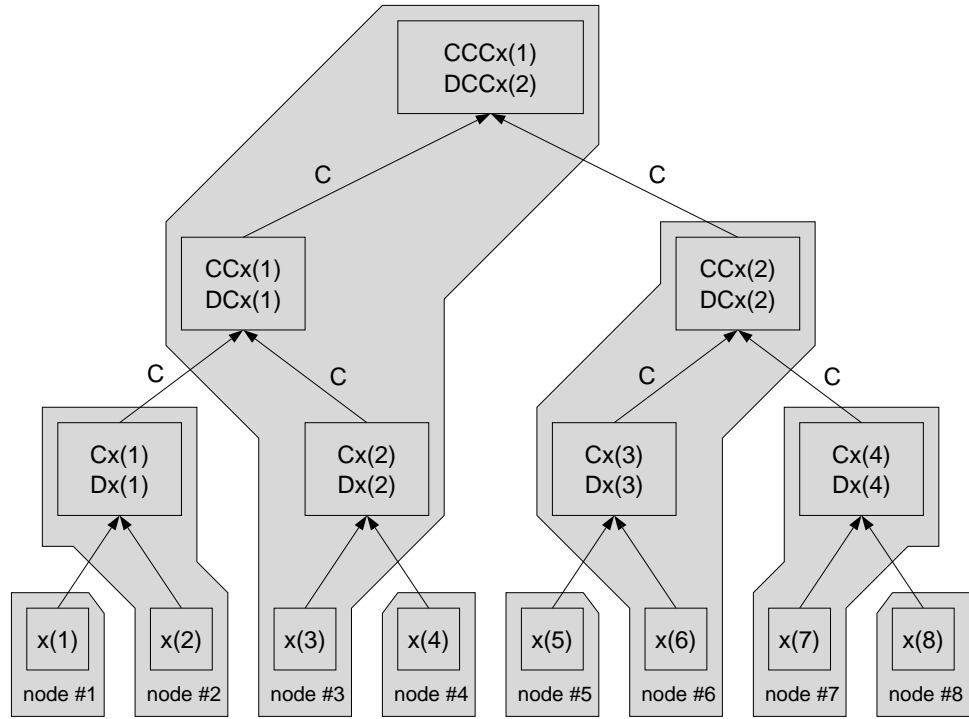 CCCx(1)
DCCx(2)
C
C
CCx(1)
DCx(1)
CCx(2)
DCx(2)
C
C
C
C
Cx(1)
Dx(1)
Cx(2)
Dx(2)
Cx(3)
Dx(3)
Cx(4)
Dx(4)
x(1)
x(2)
x(3)
x(4)
x(5)
x(6)
x(7)
x(8)
node #1
node #2
node #3
node #4
node #5
node #6
node #7
node #8